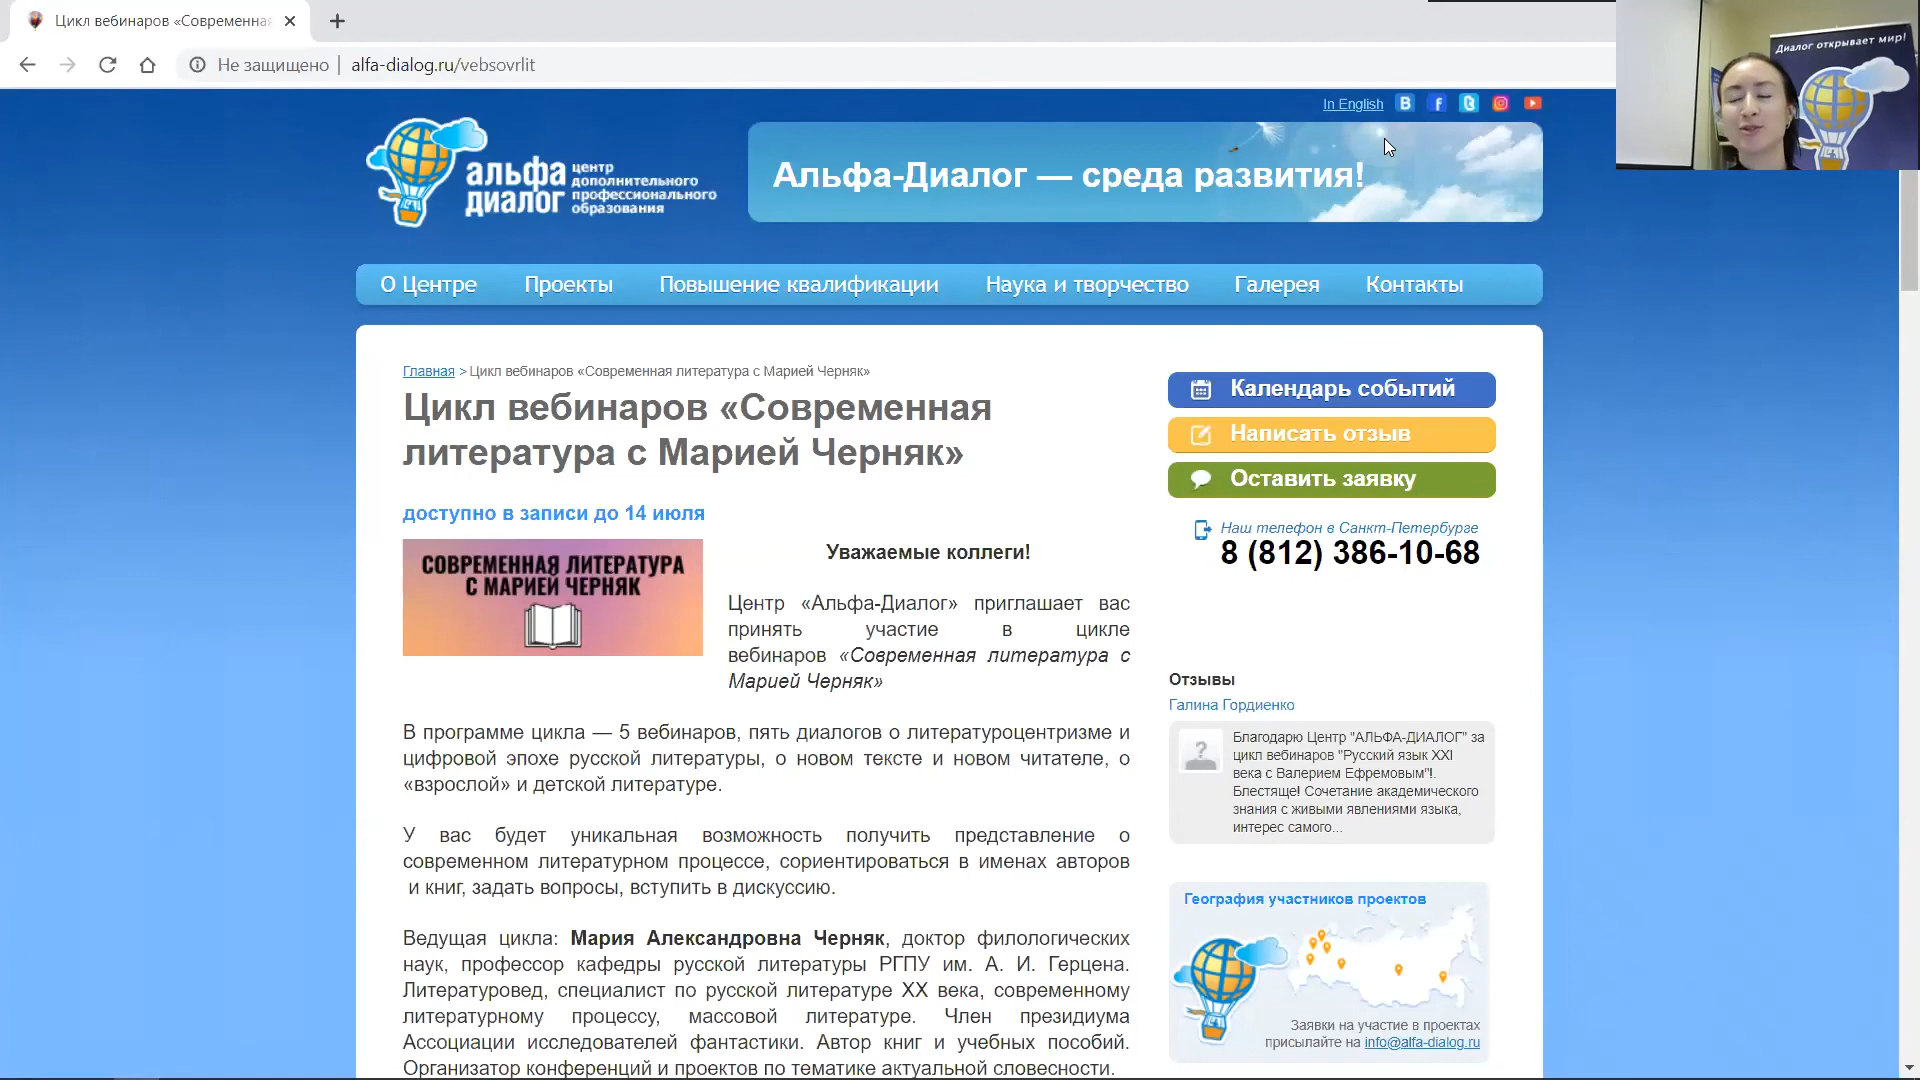 Цикл вебинаров «Современна
Не защищено | alfa-dialog.ru/vebsovrlit
Диалог открывает мир!
In English
альфа диалог
центр
дополнительного
профессионального
образования
Альфа-Диалог — среда развития!
О Центре Проекты Повышение квалификации Наука и творчество Галерея Контакты
Главная > Цикл вебинаров «Современная литература с Марией Черняк»
Цикл вебинаров «Современная
литература с Марией Черняк»
доступно в записи до 14 июля
СОВРЕМЕННАЯ ЛИТЕРАТУРА
С МАРИЕЙ ЧЕРНЯК
Уважаемые коллеги!
Центр «Альфа-Диалог» приглашает вас
принять участие в цикле
вебинаров «Современная литература с
Марией Черняк»
В программе цикла — 5 вебинаров, пять диалогов о литературоцентризме и
цифровой эпохе русской литературы, о новом тексте и новом читателе, о
«взрослой» и детской литературе.
У вас будет уникальная возможность получить представление о
современном литературном процессе, сориентироваться в именах авторов
и книг, задать вопросы, вступить в дискуссию.
Ведущая цикла: Мария Александровна Черняк, доктор филологических
наук, профессор кафедры русской литературы РГПУ им. А. И. Герцена.
Литературовед, специалист по русской литературе XX века, современному
литературному процессу, массовой литературе. Член президиума
Ассоциации исследователей фантастики. Автор книг и учебных пособий.
Организатор конференций и проектов по тематике актуальной словесности.
Календарь событий
Написать отзыв
Оставить заявку
Наш телефон в Санкт-Петербурге
8 (812) 386-10-68
Отзывы
Галина Гордиенко
Благодарю Центр "АЛЬФА-ДИАЛОГ" за
цикл вебинаров "Русский язык XXI
века с Валерием Ефремовым"!.
Блестяще! Сочетание академического
знания с живыми явлениями языка,
интерес самого...
География участников проектов
Заявки на участие в проектах
присылайте на info@alfa-dialog.ru